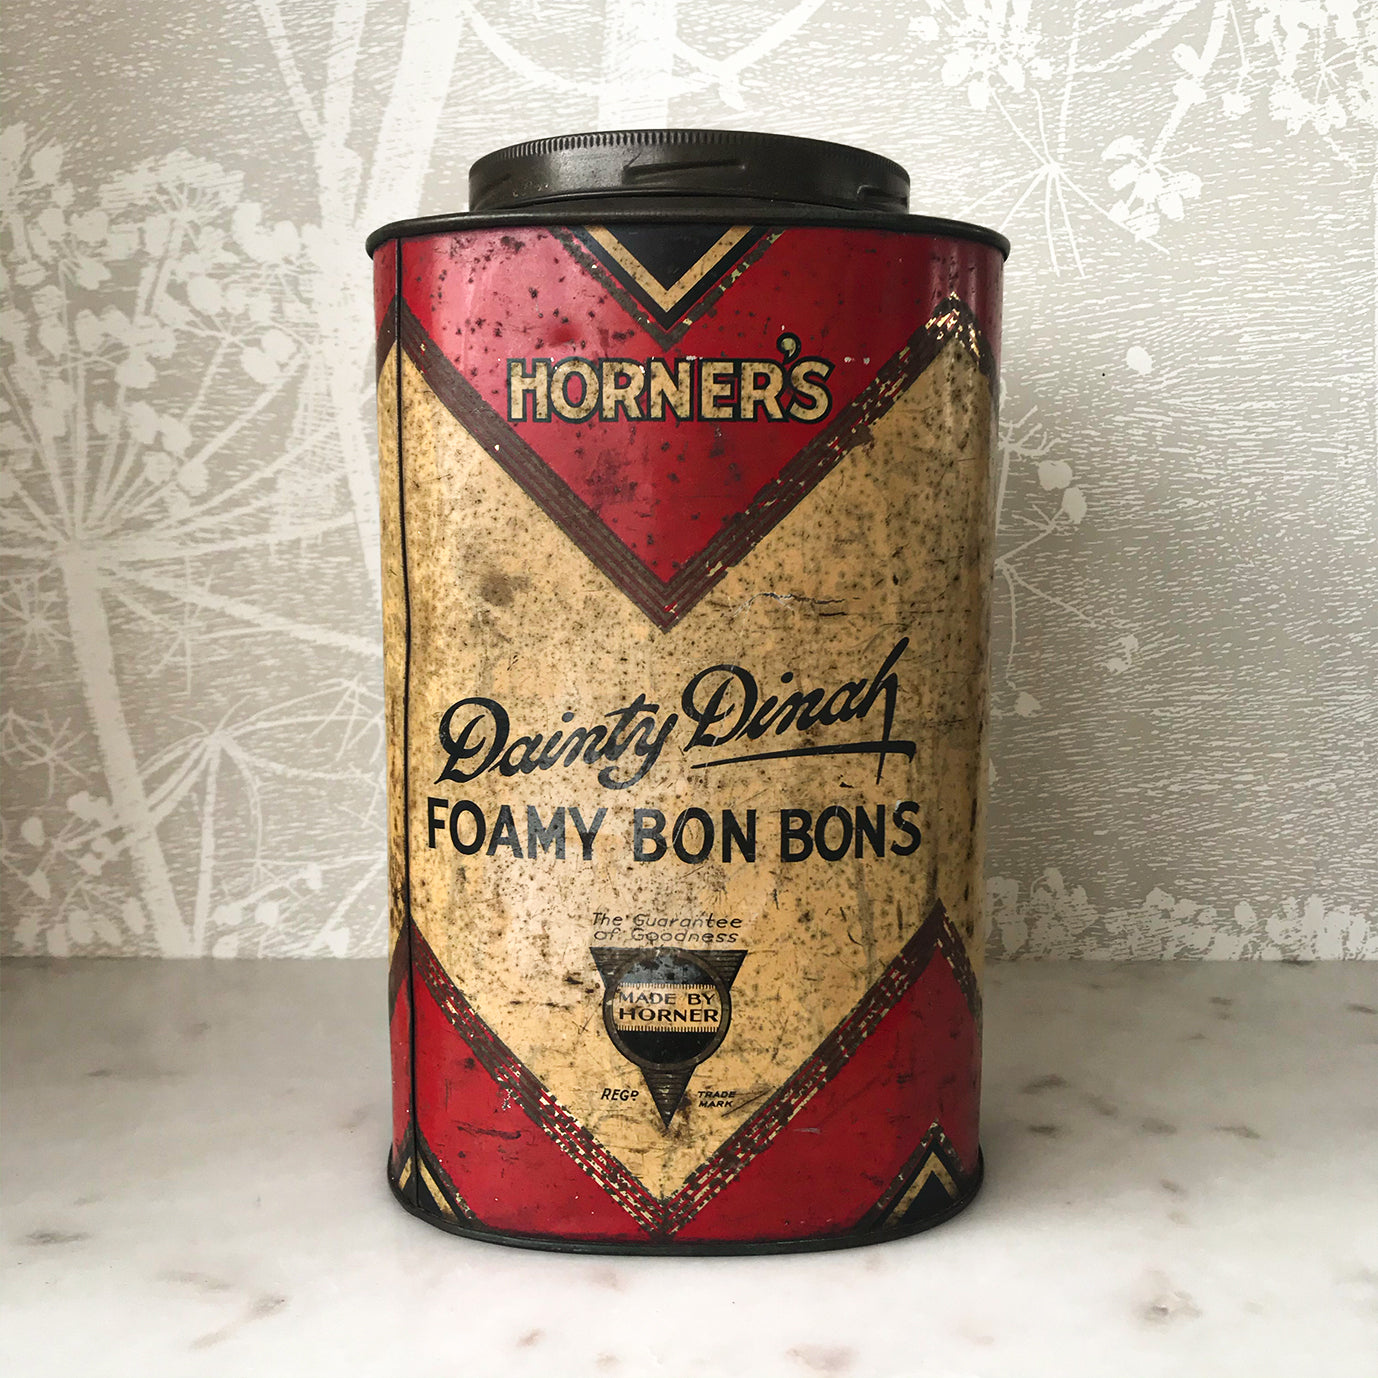 HORNER'S
Dainty Dinah
FOAMY BON BONS
The Guarantee
of Goodness
MADE BY
HORNER
REGD TRADE
MARK